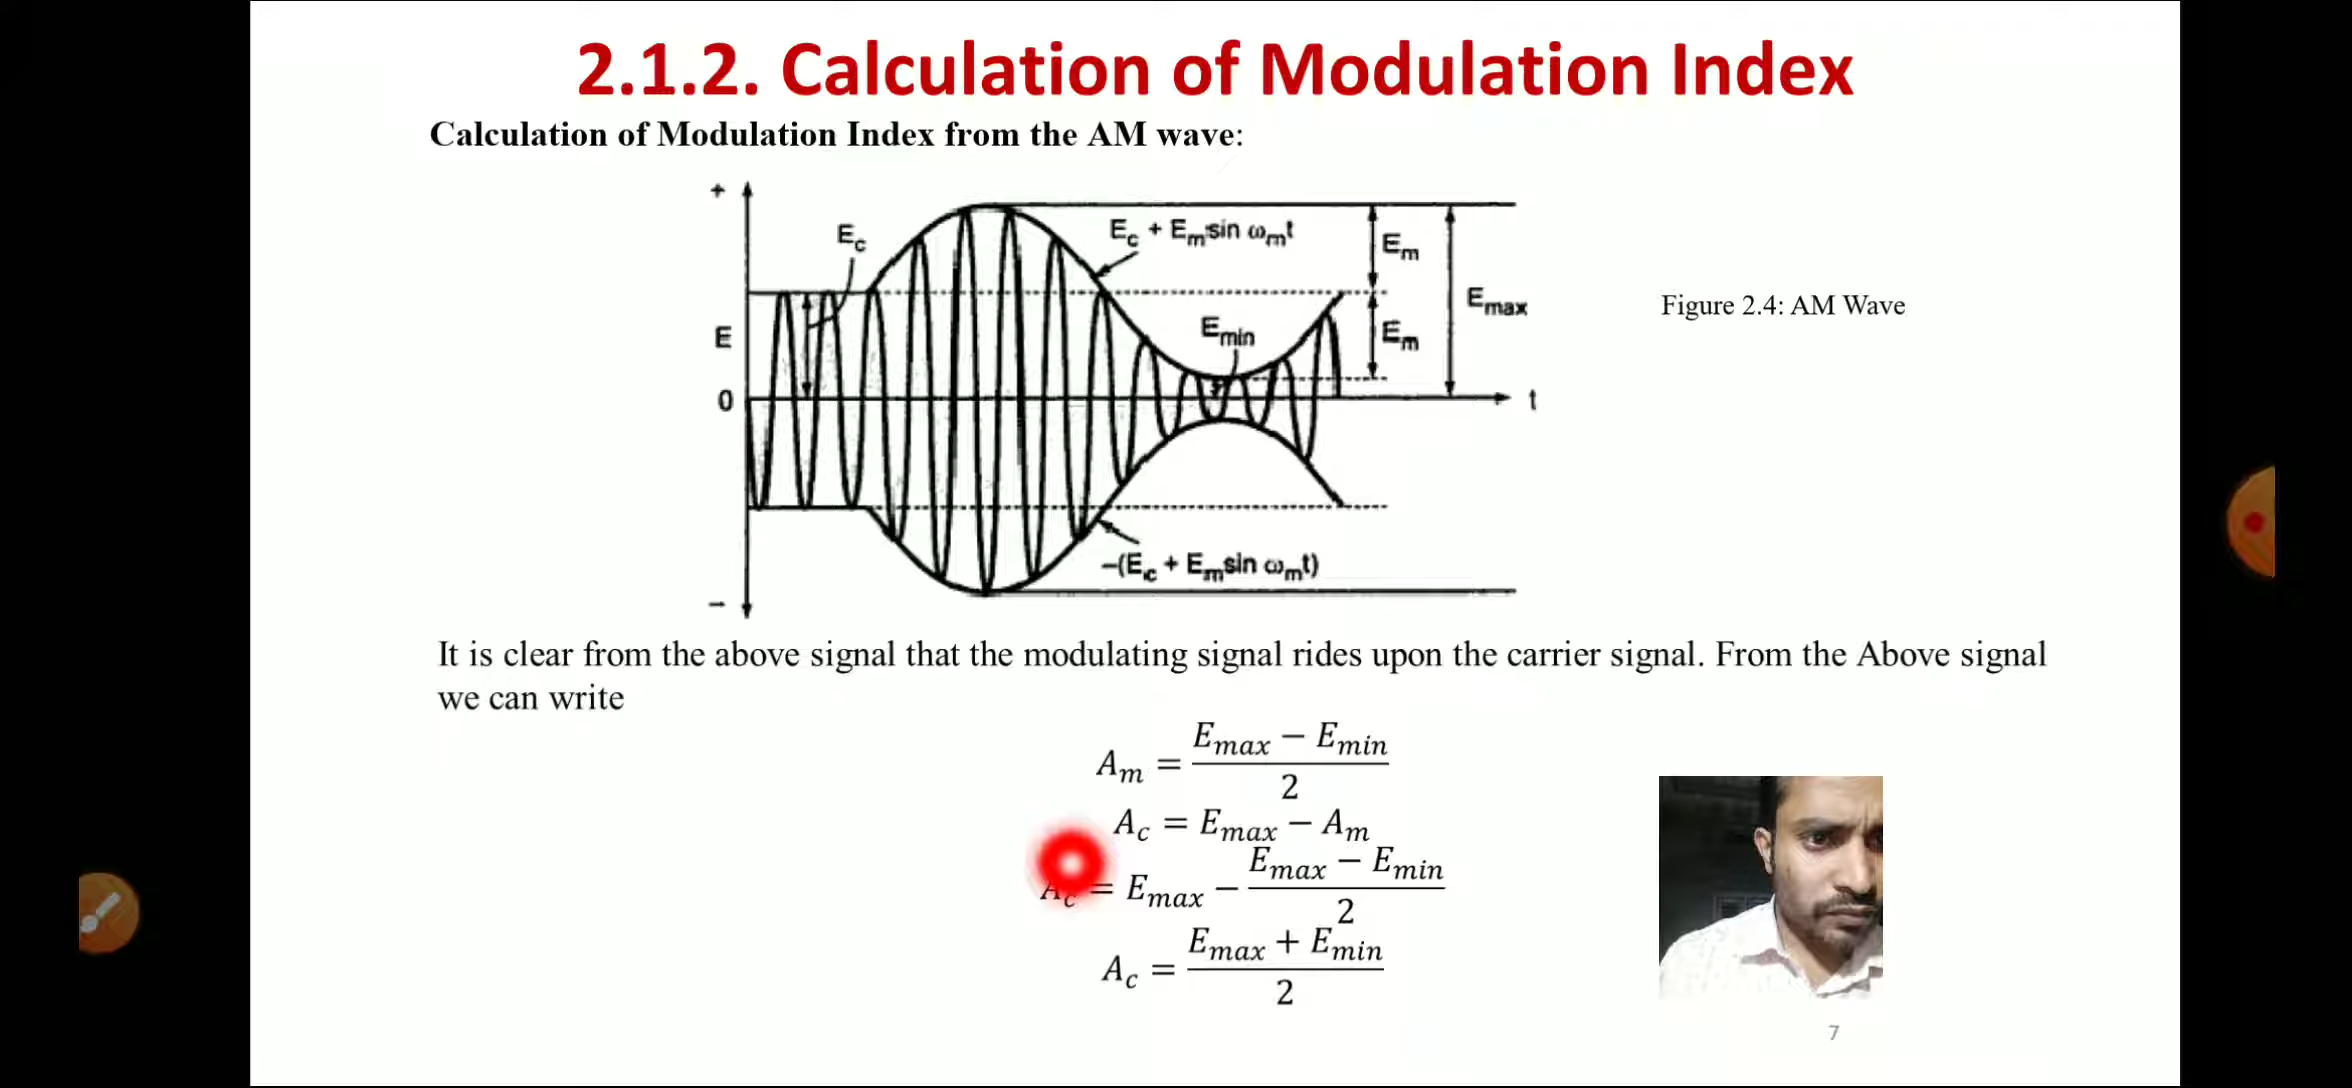 2.1.2. Calculation of Modulation Index
Calculation of Modulation Index from the AM wave:
+
E_c
E_c + E_m sin ω_m t
E_m
E_max
Figure 2.4: AM Wave
E
E_min
E_m
0
t
−(E_c + E_m sin ω_m t)
−
It is clear from the above signal that the modulating signal rides upon the carrier signal. From the Above signal
we can write
A_m = (E_max − E_min)/2
A_c = E_max − A_m
A_c = E_max − (E_max − E_min)/2
A_c = (E_max + E_min)/2
7